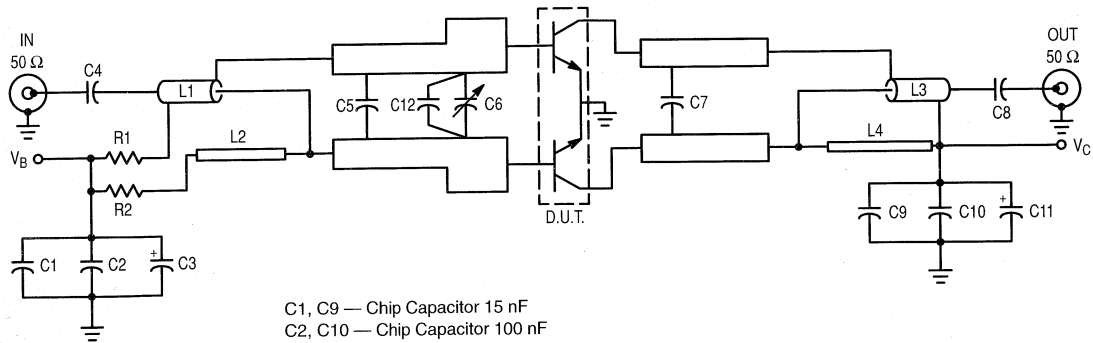 IN
50 Ω
C4
L1
R1
L2
V_B
R2
C1
C2
+
C3
C5
C12
C6
D.U.T.
C7
OUT
50 Ω
L3
C8
L4
V_C
C9
C10
+
C11
C1, C9 — Chip Capacitor 15 nF
C2, C10 — Chip Capacitor 100 nF